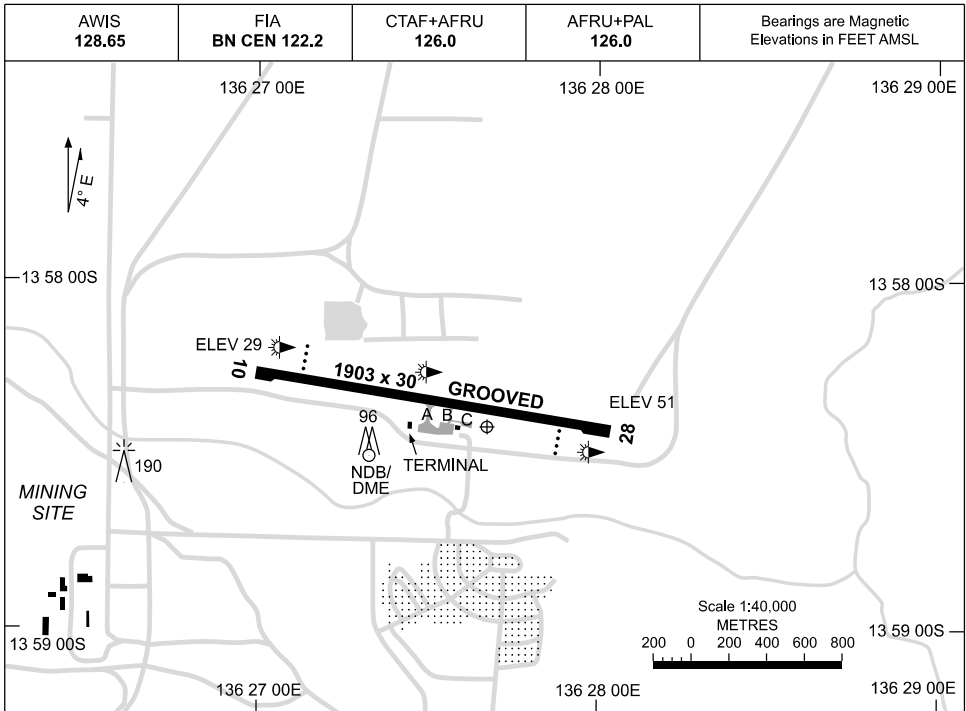 AWIS
128.65
FIA
BN CEN 122.2
CTAF+AFRU
126.0
AFRU+PAL
126.0
Bearings are Magnetic
Elevations in FEET AMSL
136 27 00E
136 28 00E
136 29 00E
4° E
13 58 00S
13 58 00S
ELEV 29
10
1903 x 30
GROOVED
ELEV 51
28
A
B
C
96
NDB/
DME
TERMINAL
190
MINING
SITE
Scale 1:40,000
METRES
200 0 200 400 600 800
13 59 00S
13 59 00S
136 27 00E
136 28 00E
136 29 00E